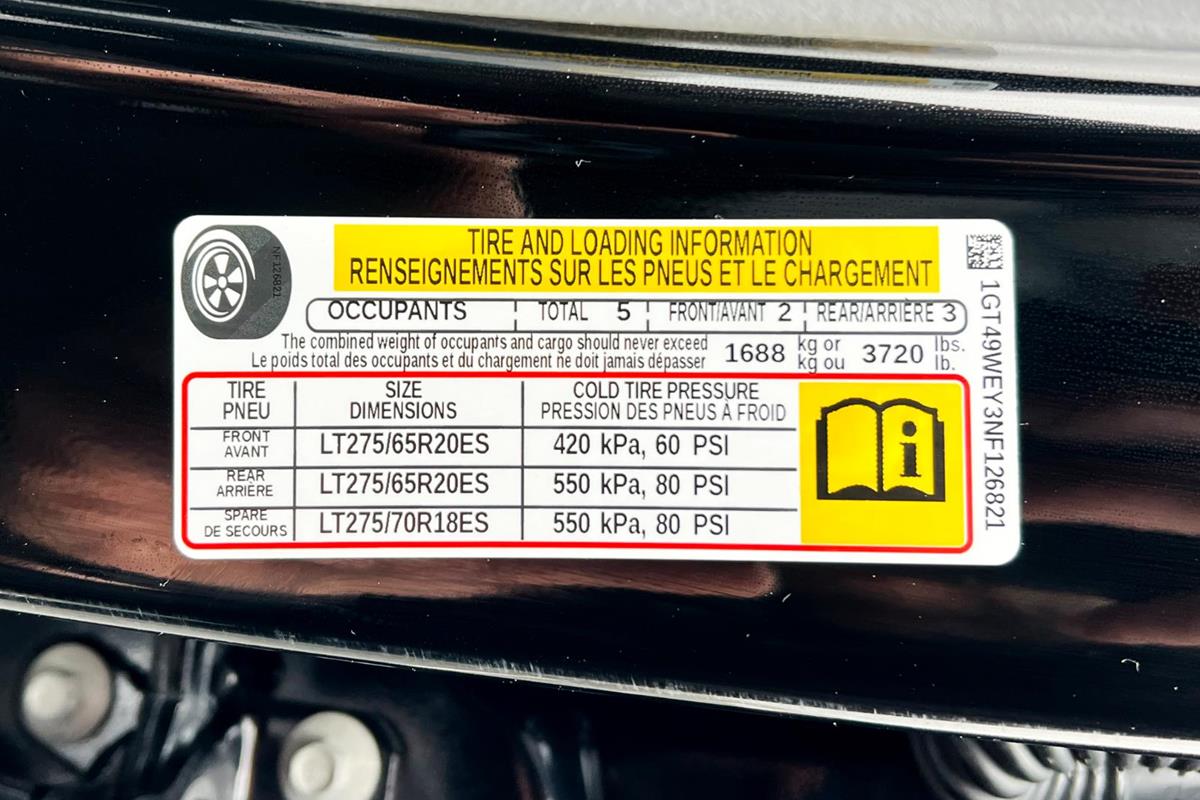 NF126821
TIRE AND LOADING INFORMATION
RENSEIGNEMENTS SUR LES PNEUS ET LE CHARGEMENT
OCCUPANTS TOTAL 5 FRONT/AVANT 2 REAR/ARRIÈRE 3
The combined weight of occupants and cargo should never exceed 1688 kg or 3720 lbs.
Le poids total des occupants et du chargement ne doit jamais dépasser kg ou lb.
TIRE SIZE COLD TIRE PRESSURE
PNEU DIMENSIONS PRESSION DES PNEUS À FROID
FRONT
AVANT LT275/65R20ES 420 kPa, 60 PSI
REAR
ARRIÈRE LT275/65R20ES 550 kPa, 80 PSI
SPARE
DE SECOURS LT275/70R18ES 550 kPa, 80 PSI
i
1GT49WEY3NF126821